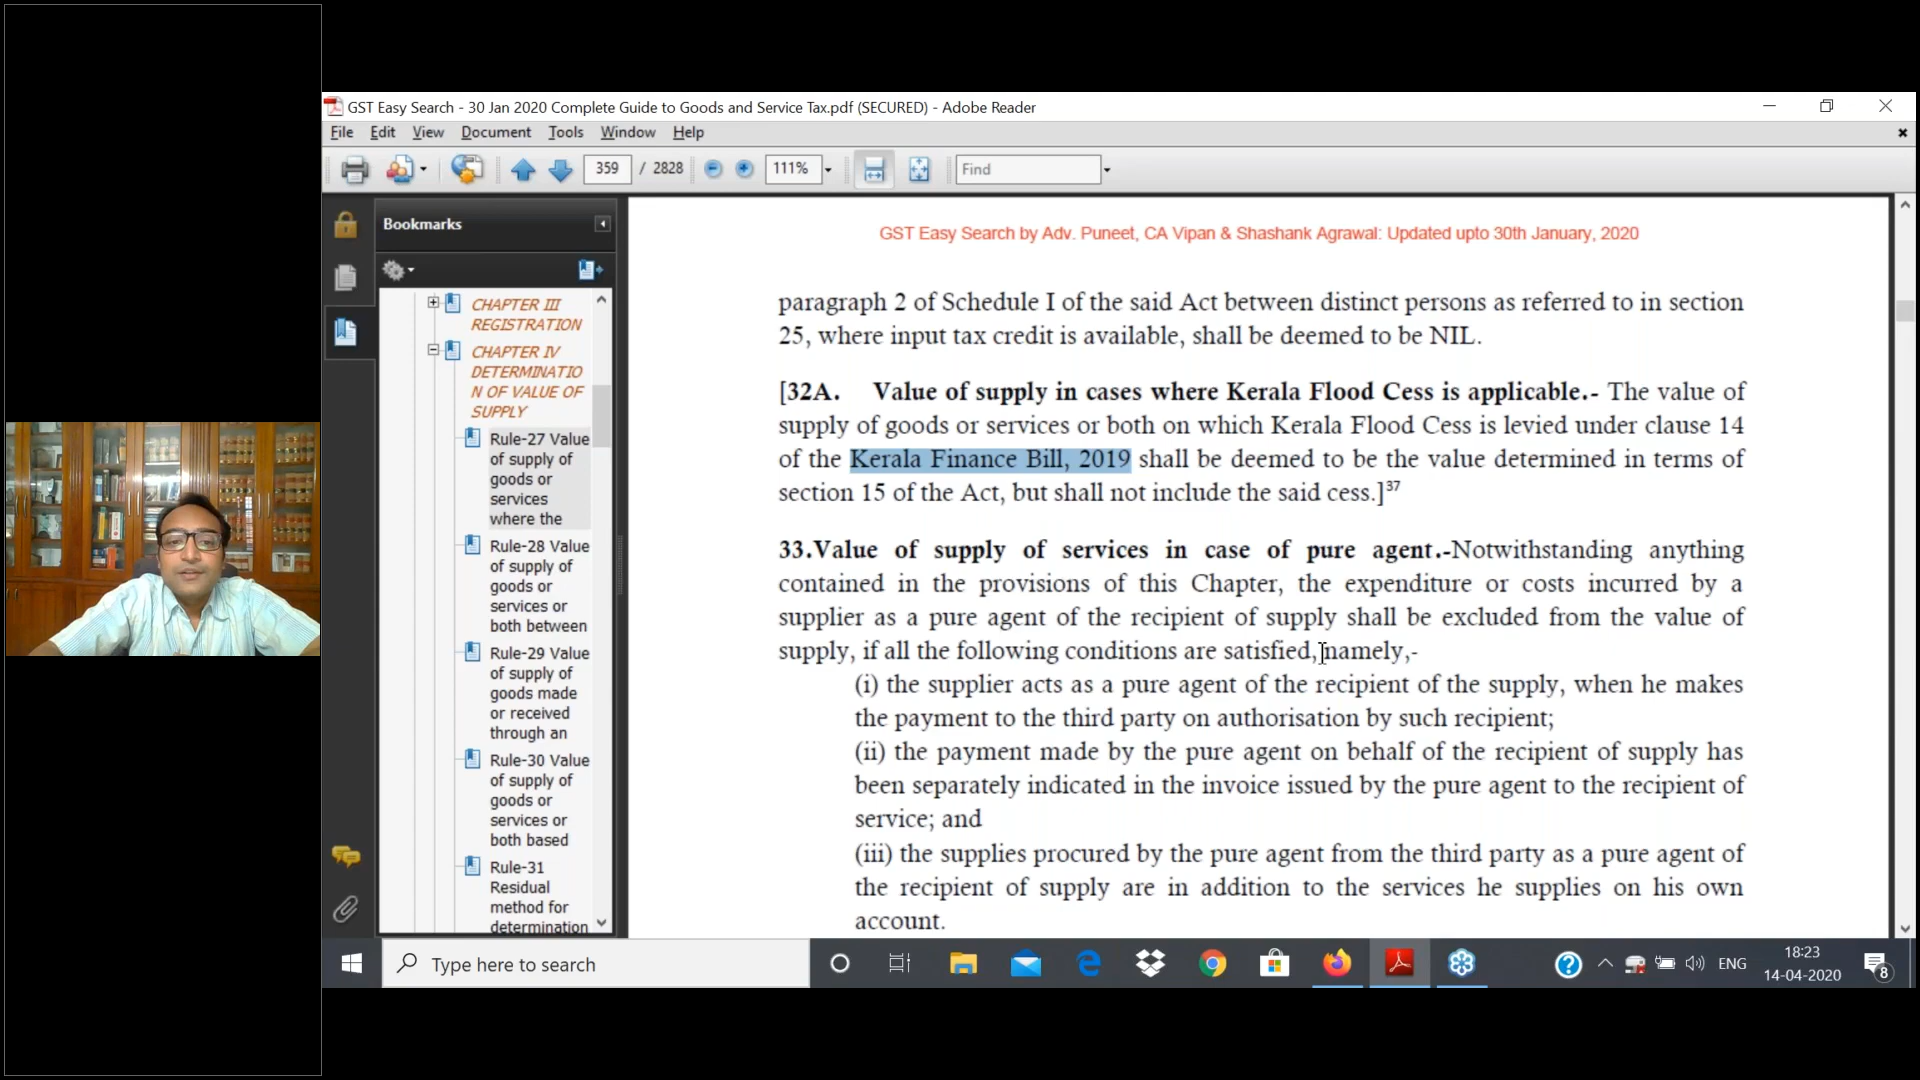 GST Easy Search - 30 Jan 2020 Complete Guide to Goods and Service Tax.pdf (SECURED) - Adobe Reader
File Edit View Document Tools Window Help
359 / 2828 111% Find
Bookmarks
CHAPTER III
REGISTRATION
CHAPTER IV
DETERMINATIO
N OF VALUE OF
SUPPLY
Rule-27 Value
of supply of
goods or
services
where the
Rule-28 Value
of supply of
goods or
services or
both between
Rule-29 Value
of supply of
goods made
or received
through an
Rule-30 Value
of supply of
goods or
services or
both based
Rule-31
Residual
method for
determination
GST Easy Search by Adv. Puneet, CA Vipan & Shashank Agrawal: Updated upto 30th January, 2020
paragraph 2 of Schedule I of the said Act between distinct persons as referred to in section
25, where input tax credit is available, shall be deemed to be NIL.
[32A. Value of supply in cases where Kerala Flood Cess is applicable.- The value of
supply of goods or services or both on which Kerala Flood Cess is levied under clause 14
of the Kerala Finance Bill, 2019 shall be deemed to be the value determined in terms of
section 15 of the Act, but shall not include the said cess.]37
33.Value of supply of services in case of pure agent.-Notwithstanding anything
contained in the provisions of this Chapter, the expenditure or costs incurred by a
supplier as a pure agent of the recipient of supply shall be excluded from the value of
supply, if all the following conditions are satisfied, namely,-
(i) the supplier acts as a pure agent of the recipient of the supply, when he makes
the payment to the third party on authorisation by such recipient;
(ii) the payment made by the pure agent on behalf of the recipient of supply has
been separately indicated in the invoice issued by the pure agent to the recipient of
service; and
(iii) the supplies procured by the pure agent from the third party as a pure agent of
the recipient of supply are in addition to the services he supplies on his own
account.
Type here to search
ENG
18:23
14-04-2020
8